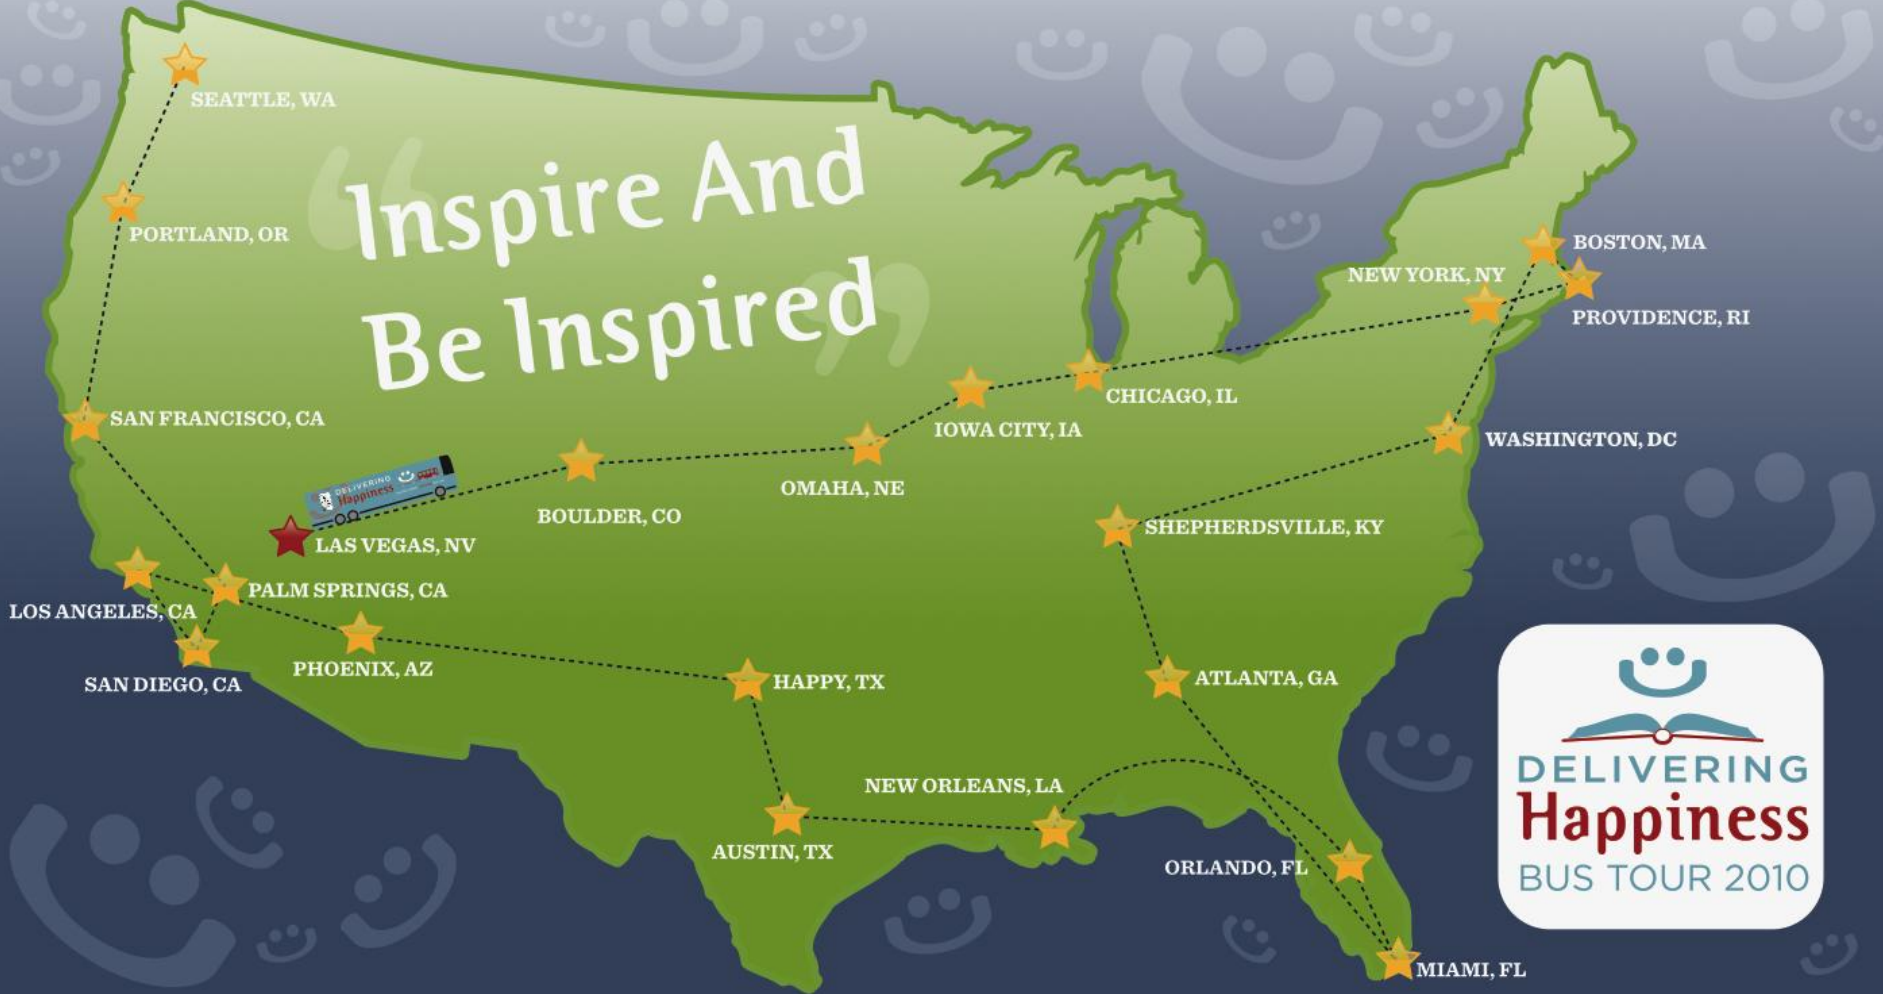 SEATTLE, WA
“Inspire And
Be Inspired”
PORTLAND, OR
BOSTON, MA
NEW YORK, NY
PROVIDENCE, RI
SAN FRANCISCO, CA
CHICAGO, IL
IOWA CITY, IA
WASHINGTON, DC
DELIVERING
Happiness
OMAHA, NE
BOULDER, CO
SHEPHERDSVILLE, KY
LAS VEGAS, NV
PALM SPRINGS, CA
LOS ANGELES, CA
PHOENIX, AZ
SAN DIEGO, CA
HAPPY, TX
ATLANTA, GA
NEW ORLEANS, LA
AUSTIN, TX
ORLANDO, FL
MIAMI, FL
DELIVERING
Happiness
BUS TOUR 2010